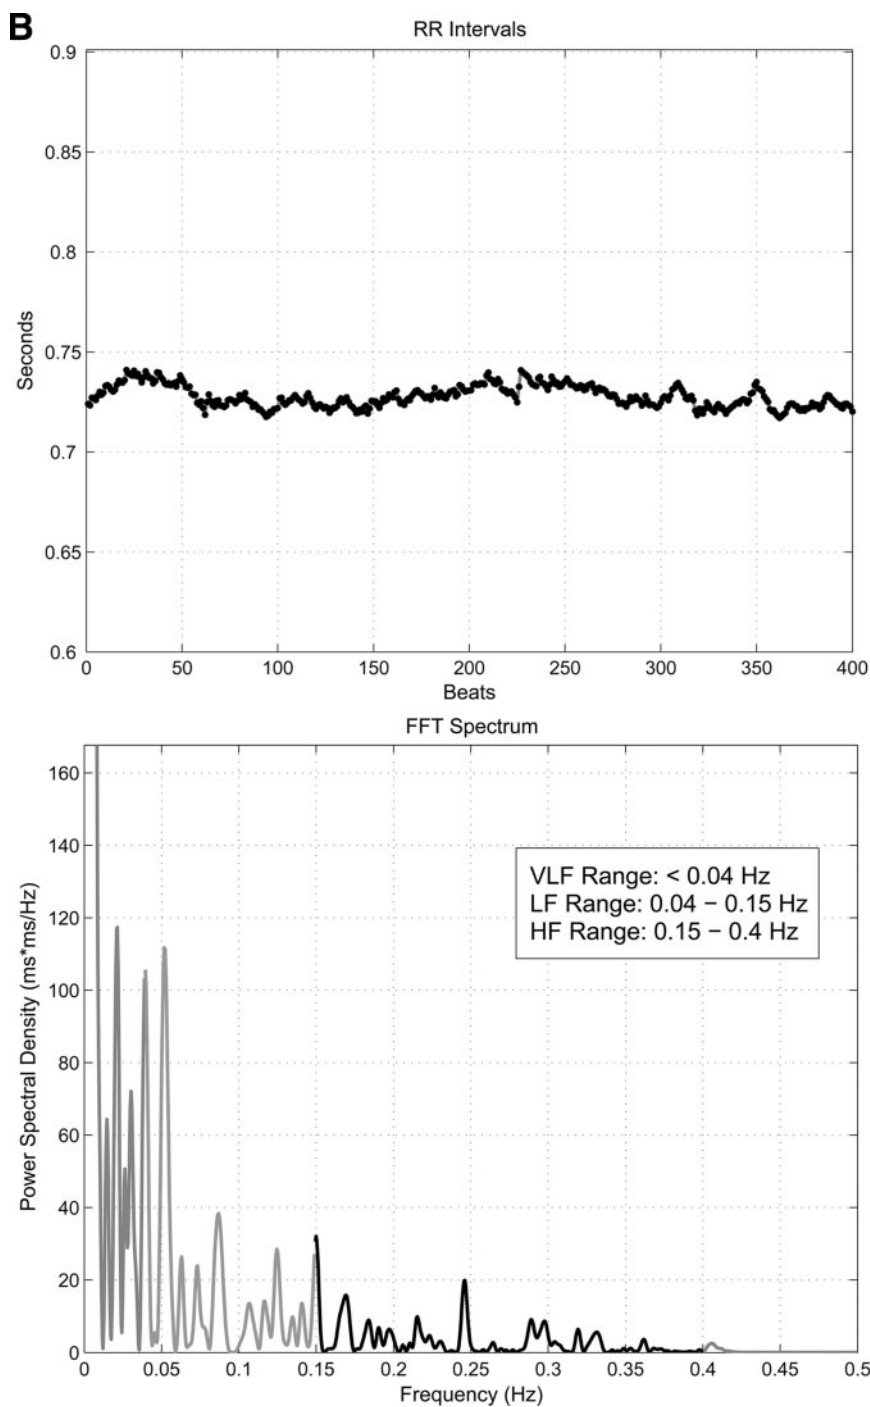 B
RR Intervals
0.9
0.85
0.8
0.75
0.7
0.65
0.6
Seconds
0 50 100 150 200 250 300 350 400
Beats
FFT Spectrum
160
140
120
100
80
60
40
20
0
Power Spectral Density (ms*ms/Hz)
VLF Range: < 0.04 Hz
LF Range: 0.04 − 0.15 Hz
HF Range: 0.15 − 0.4 Hz
0 0.05 0.1 0.15 0.2 0.25 0.3 0.35 0.4 0.45 0.5
Frequency (Hz)